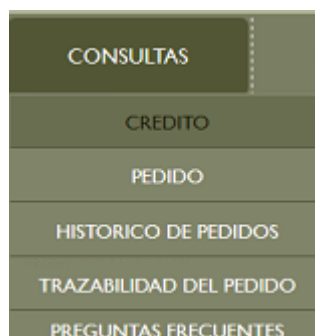 CONSULTAS
CREDITO
PEDIDO
HISTORICO DE PEDIDOS
TRAZABILIDAD DEL PEDIDO
PREGUNTAS FRECUENTES